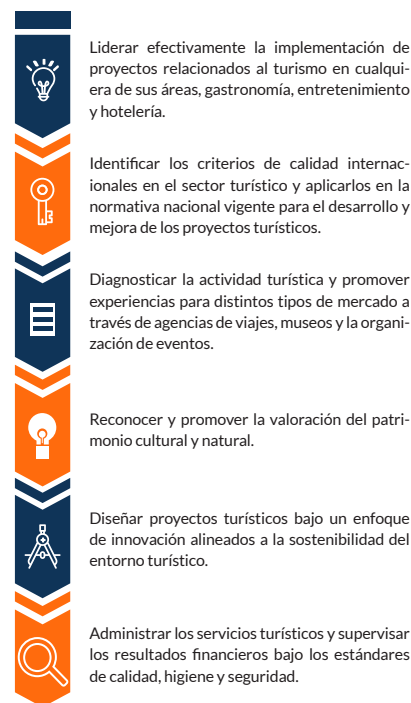 Liderar efectivamente la implementación de
proyectos relacionados al turismo en cualqui-
era de sus áreas, gastronomía, entretenimiento
y hotelería.
Identificar los criterios de calidad internac-
ionales en el sector turístico y aplicarlos en la
normativa nacional vigente para el desarrollo y
mejora de los proyectos turísticos.
Diagnosticar la actividad turística y promover
experiencias para distintos tipos de mercado a
través de agencias de viajes, museos y la organi-
zación de eventos.
Reconocer y promover la valoración del patri-
monio cultural y natural.
Diseñar proyectos turísticos bajo un enfoque
de innovación alineados a la sostenibilidad del
entorno turístico.
Administrar los servicios turísticos y supervisar
los resultados financieros bajo los estándares
de calidad, higiene y seguridad.